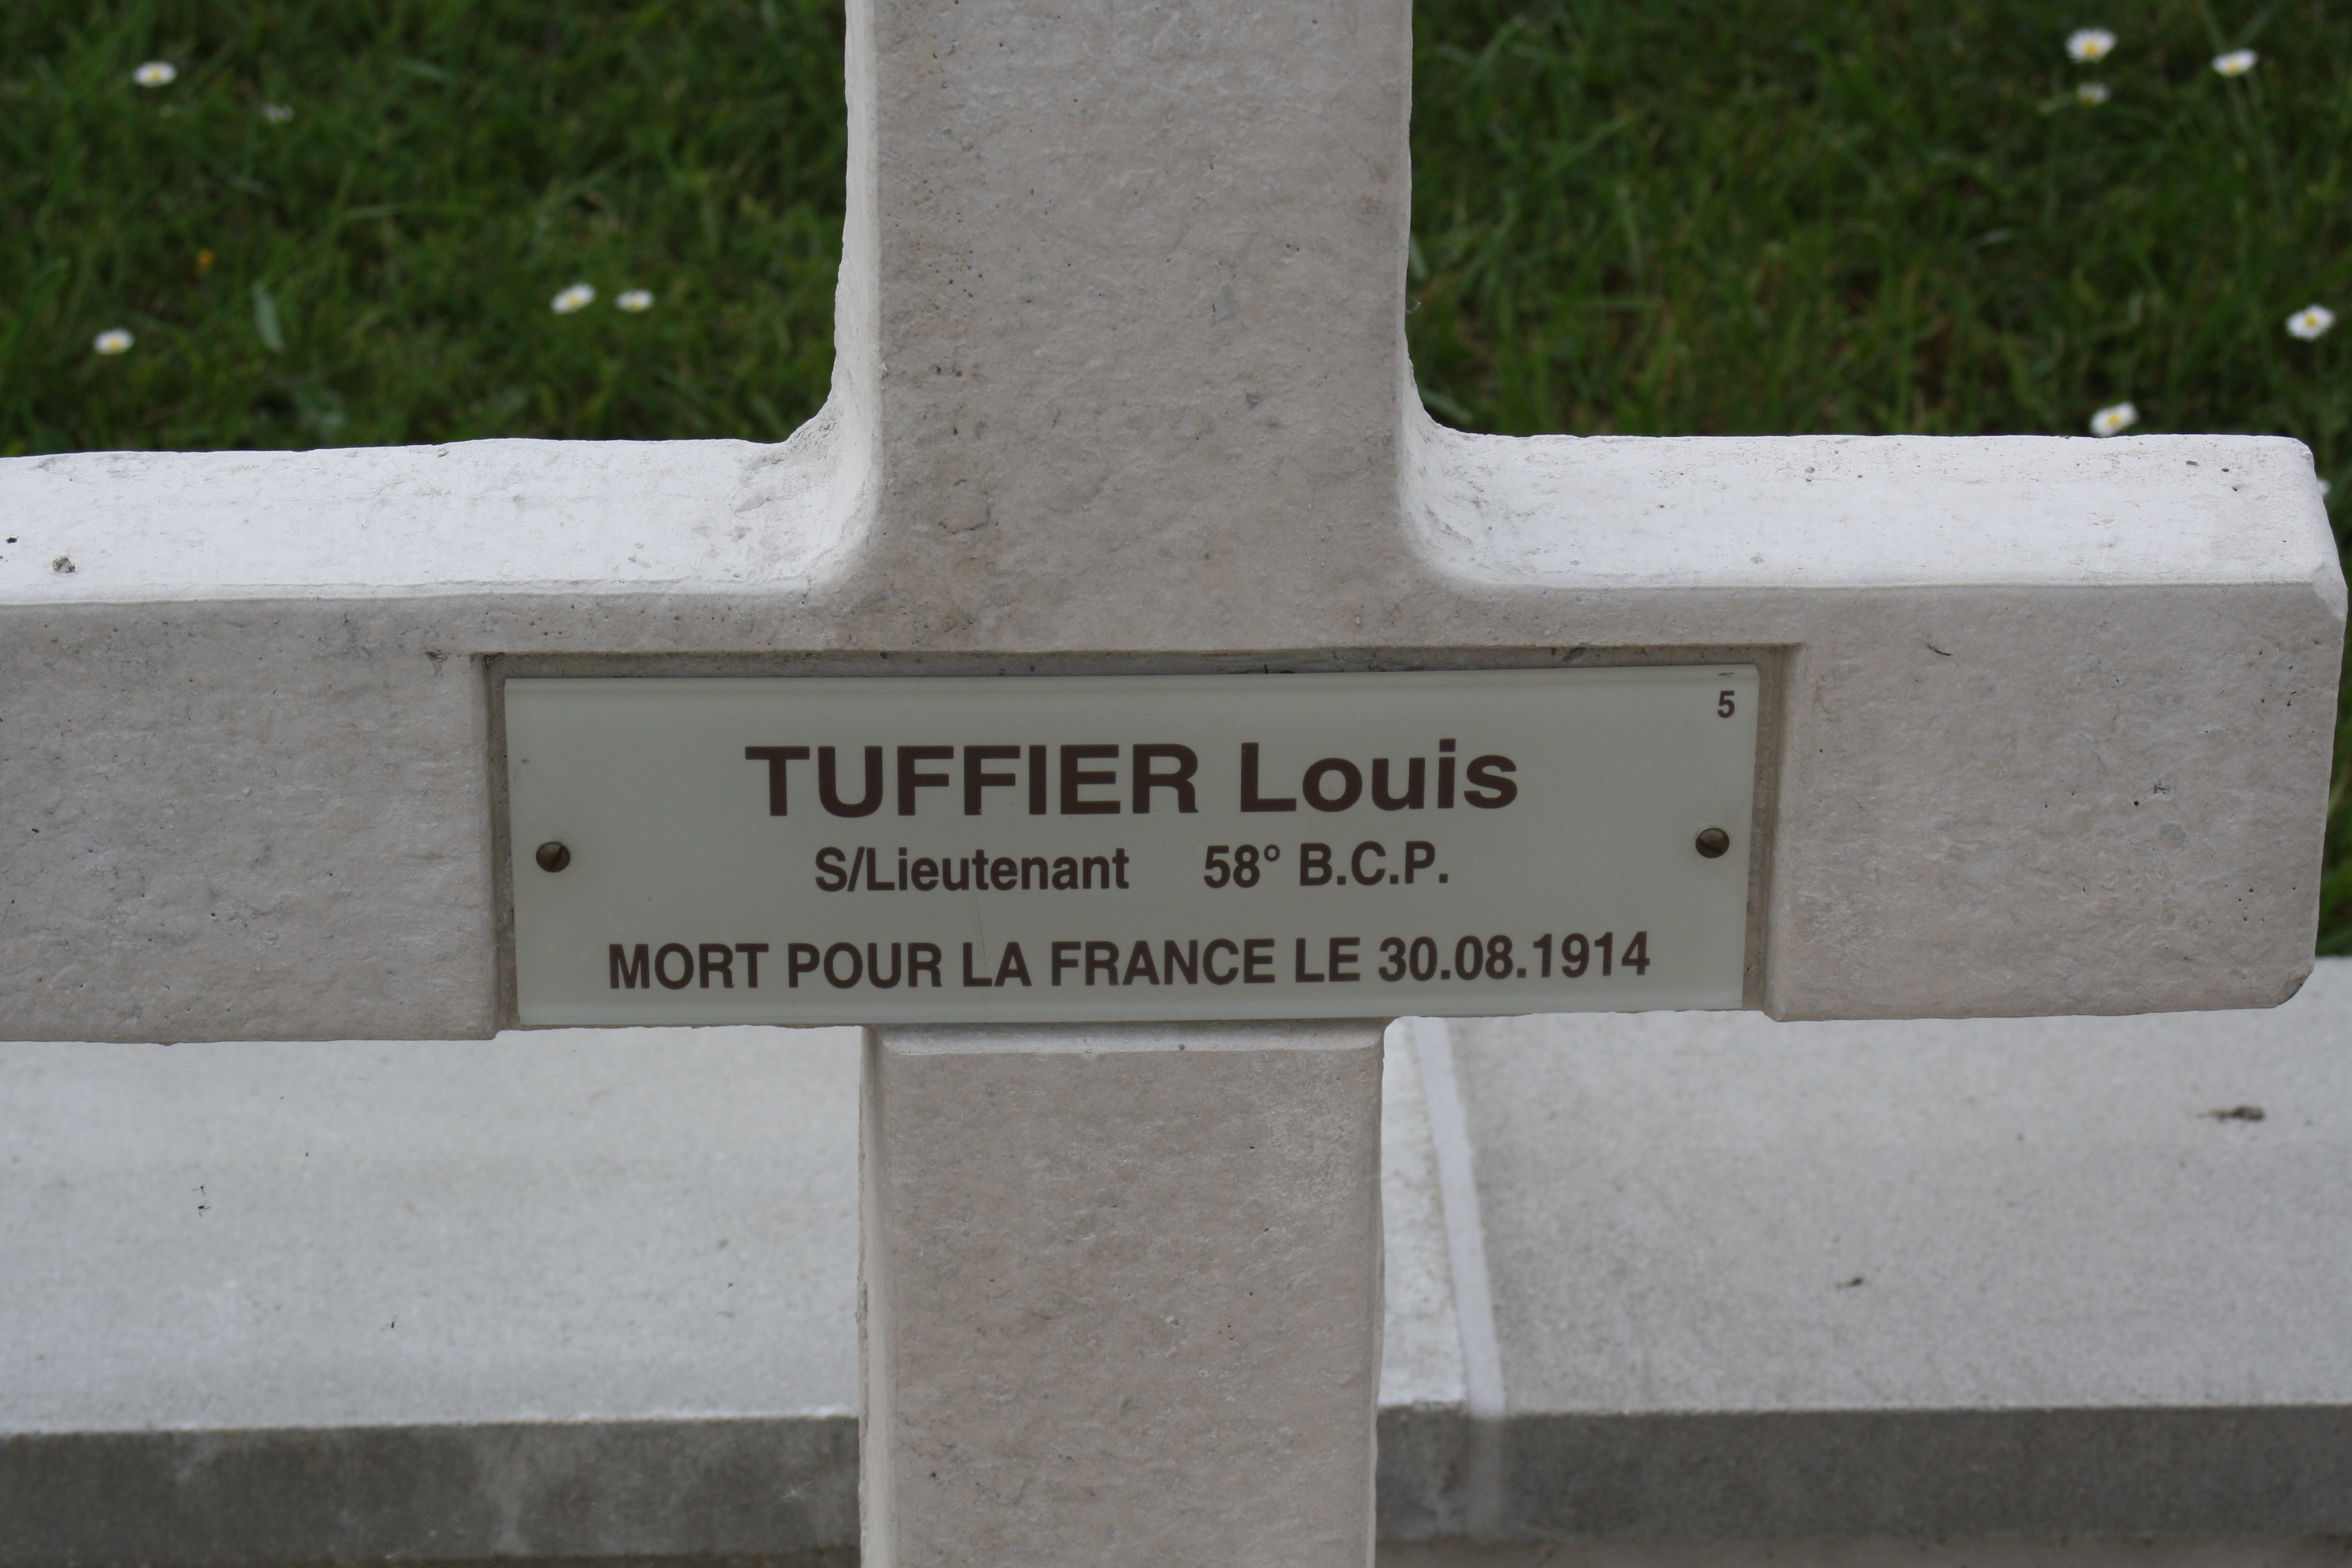 5
TUFFIER Louis
S/Lieutenant 58° B.C.P.
MORT POUR LA FRANCE LE 30.08.1914